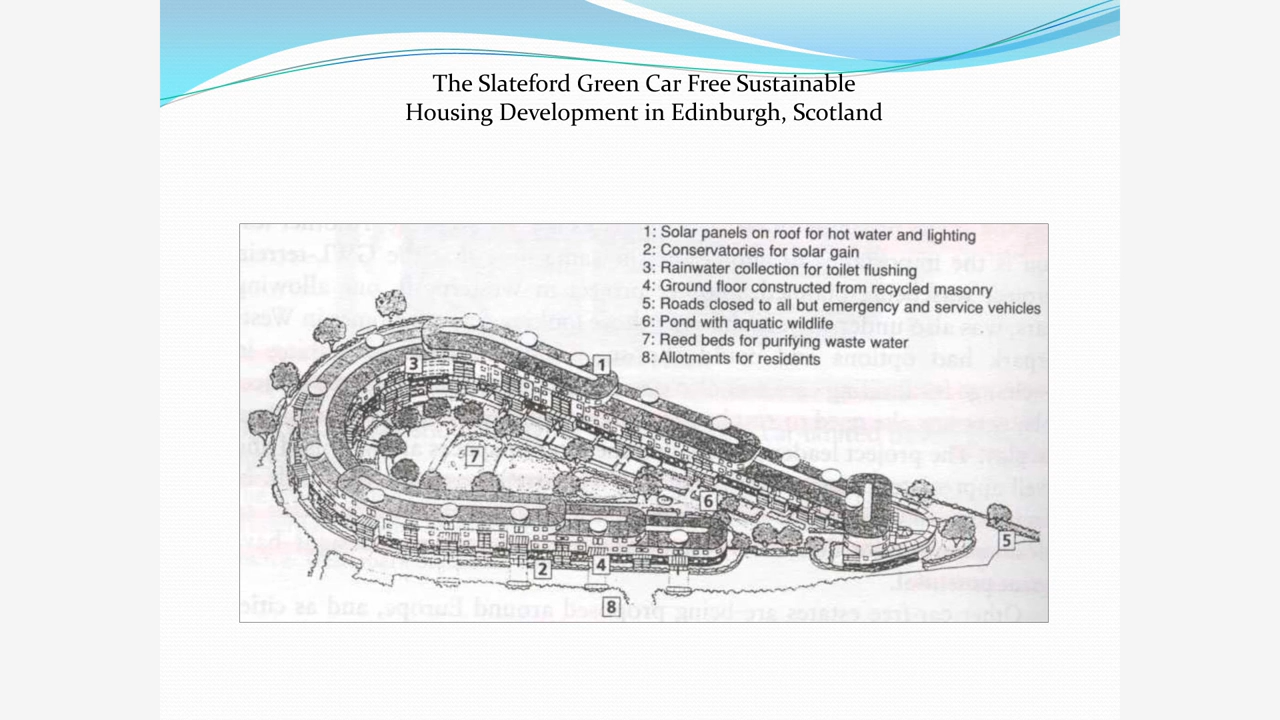 The Slateford Green Car Free Sustainable
Housing Development in Edinburgh, Scotland
1: Solar panels on roof for hot water and lighting
2: Conservatories for solar gain
3: Rainwater collection for toilet flushing
4: Ground floor constructed from recycled masonry
5: Roads closed to all but emergency and service vehicles
6: Pond with aquatic wildlife
7: Reed beds for purifying waste water
8: Allotments for residents
3
1
7
6
5
2
4
8